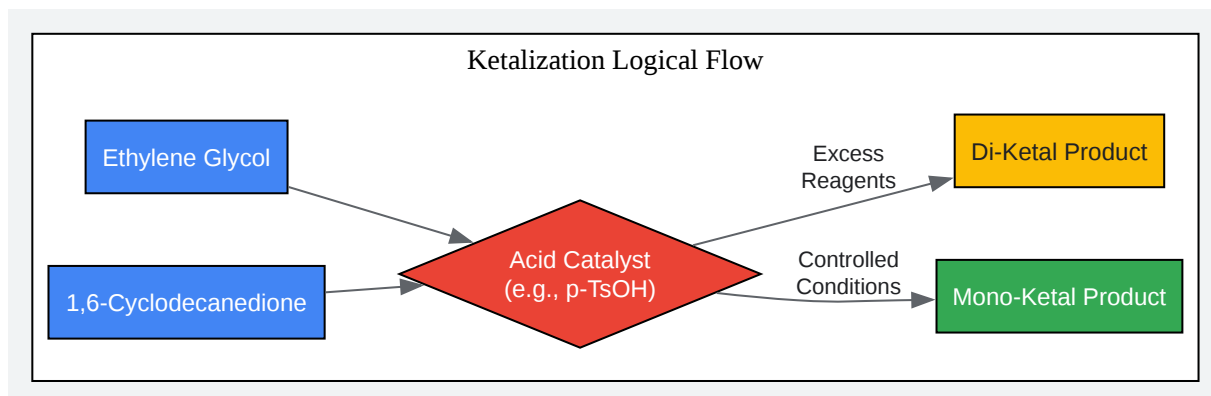 Ketalization Logical Flow
Ethylene Glycol
1,6-Cyclodecanedione
Acid Catalyst
(e.g., p-TsOH)
Excess
Reagents
Di-Ketal Product
Controlled
Conditions
Mono-Ketal Product